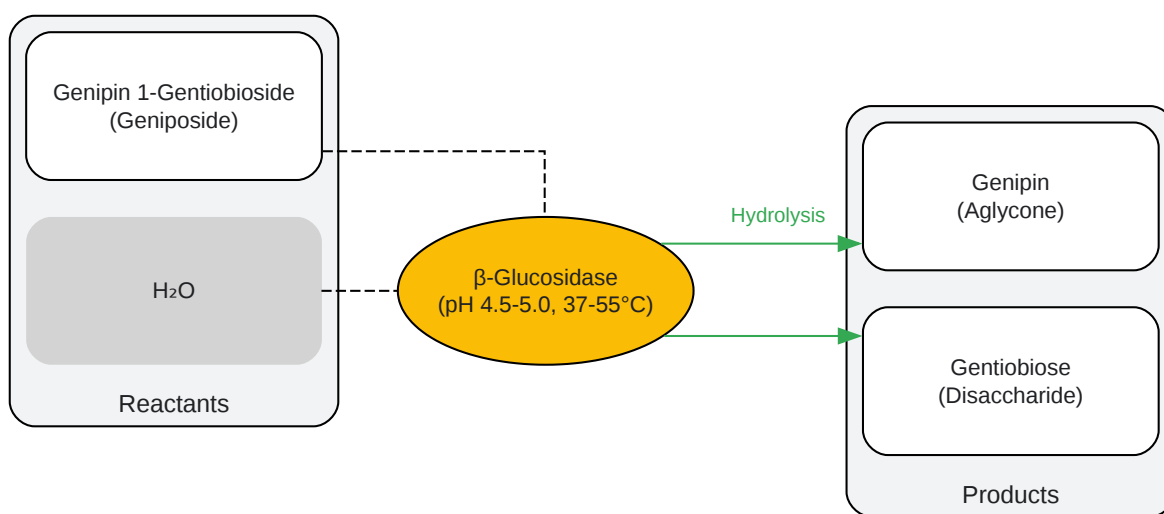 Genipin 1-Gentiobioside
(Geniposide)
H₂O
Reactants
β-Glucosidase
(pH 4.5-5.0, 37-55°C)
Hydrolysis
Genipin
(Aglycone)
Gentiobiose
(Disaccharide)
Products